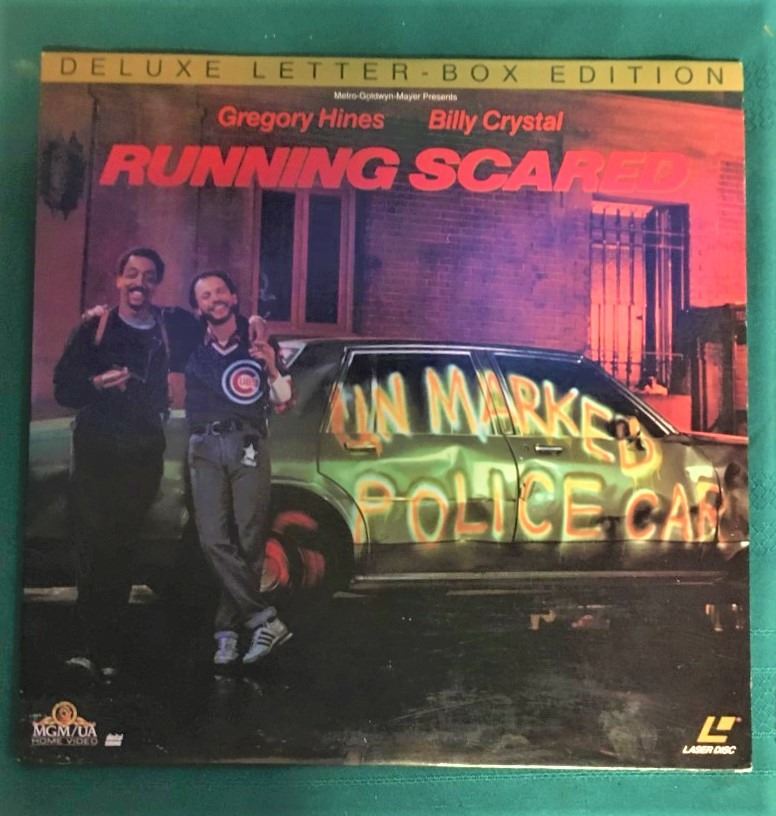 DELUXE LETTER-BOX EDITION
Metro-Goldwyn-Mayer Presents
Gregory Hines Billy Crystal
RUNNING SCARED
CUBS
UN MARKED
POLICE CAR
MGM/UA
HOME VIDEO
LASER DISC